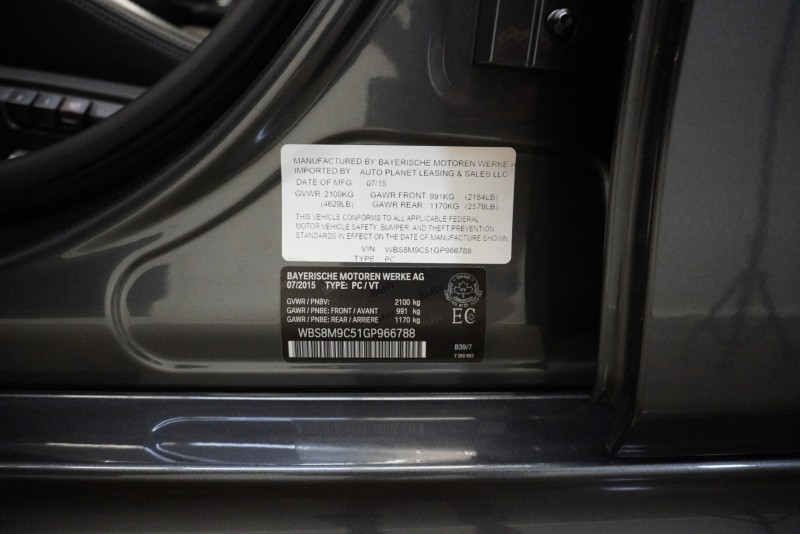 MANUFACTURED BY: BAYERISCHE MOTOREN WERKE A
IMPORTED BY: AUTO PLANET LEASING & SALES LLC
DATE OF MFG 07/15
GVWR: 2100KG GAWR FRONT 991KG (2184LB)
(4629LB) GAWR REAR 1170KG (2579LB)
THIS VEHICLE CONFORMS TO ALL APPLICABLE FEDERAL
MOTOR VEHICLE SAFETY, BUMPER, AND THEFT PREVENTION
STANDARDS IN EFFECT ON THE DATE OF MANUFACTURE SHOWN
VIN WBS8M9C51GP966788
TYPE PC
BAYERISCHE MOTOREN WERKE AG
07/2015 TYPE: PC / VT
GVWR / PNBV: 2100 kg
GAWR / PNBE: FRONT / AVANT 991 kg
GAWR / PNBE: REAR / ARRIERE 1170 kg
EC
WBS8M9C51GP966788
B39/7